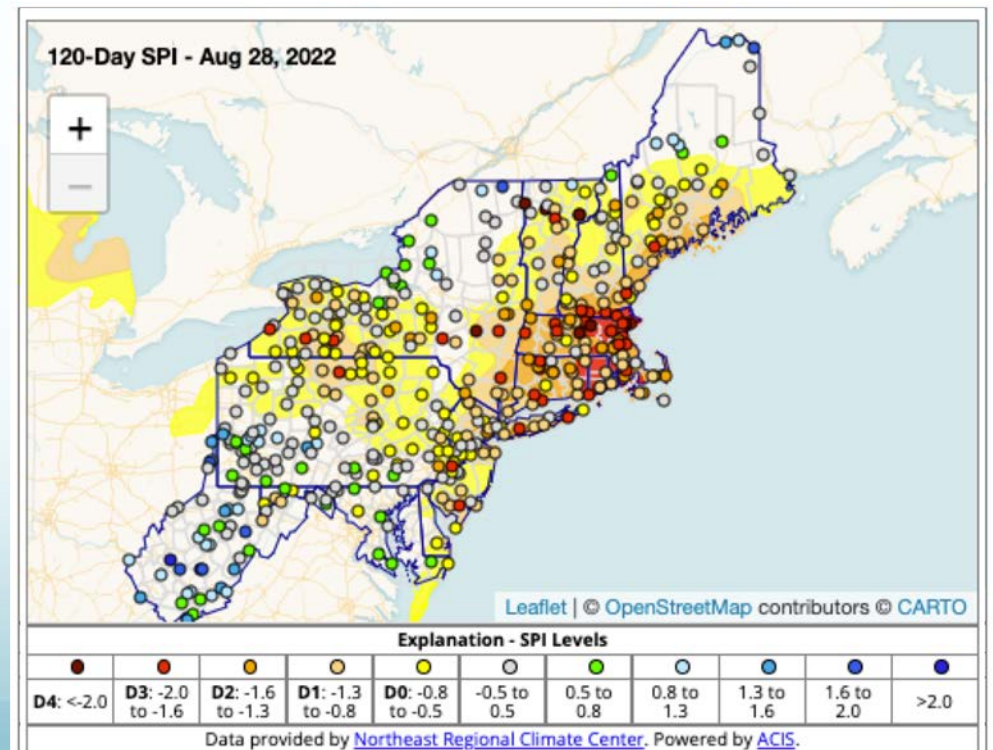 120-Day SPI - Aug 28, 2022
+
−
Leaflet | © OpenStreetMap contributors © CARTO
Explanation - SPI Levels
D4: <-2.0
D3: -2.0
to -1.6
D2: -1.6
to -1.3
D1: -1.3
to -0.8
D0: -0.8
to -0.5
-0.5 to
0.5
0.5 to
0.8
0.8 to
1.3
1.3 to
1.6
1.6 to
2.0
>2.0
Data provided by Northeast Regional Climate Center. Powered by ACIS.